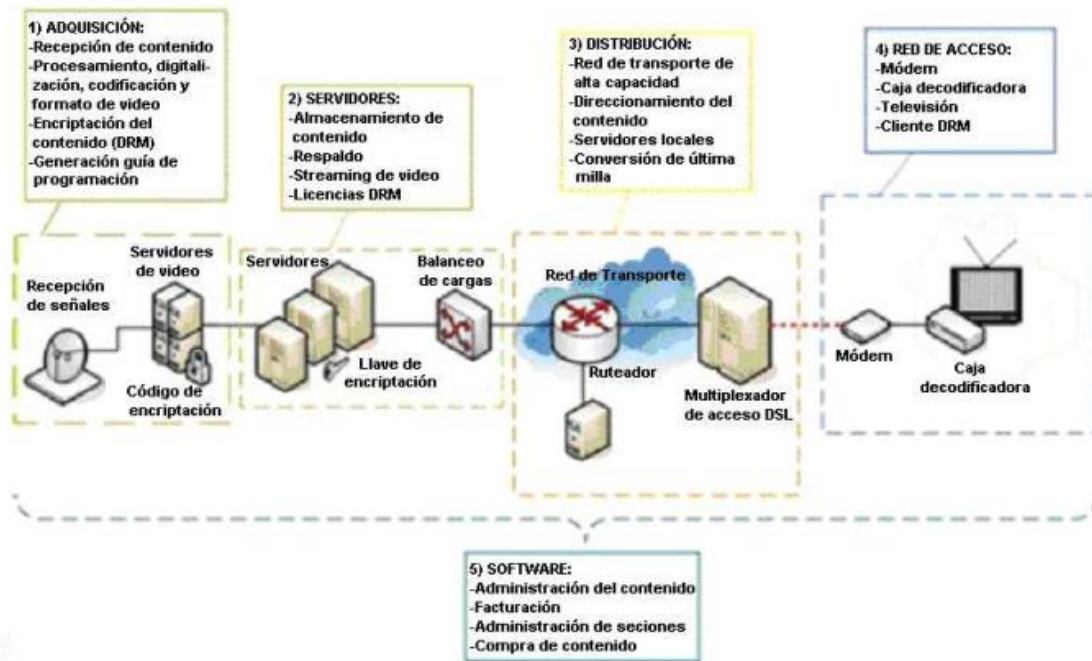 1) ADQUISICIÓN:
-Recepción de contenido
-Procesamiento, digitali-
zación, codificación y
formato de video
-Encriptación del
contenido (DRM)
-Generación guía de
programación
2) SERVIDORES:
-Almacenamiento de
contenido
-Respaldo
-Streaming de video
-Licencias DRM
3) DISTRIBUCIÓN:
-Red de transporte de
alta capacidad
-Direccionamiento del
contenido
-Servidores locales
-Conversión de última
milla
4) RED DE ACCESO:
-Módem
-Caja decodificadora
-Televisión
-Cliente DRM
Recepción
de señales
Servidores
de video
Código de
encriptación
Servidores
Llave de
encriptación
Balanceo
de cargas
Red de Transporte
Ruteador
Multiplexador
de acceso DSL
Módem
Caja
decodificadora
5) SOFTWARE:
-Administración del contenido
-Facturación
-Administración de seciones
-Compra de contenido